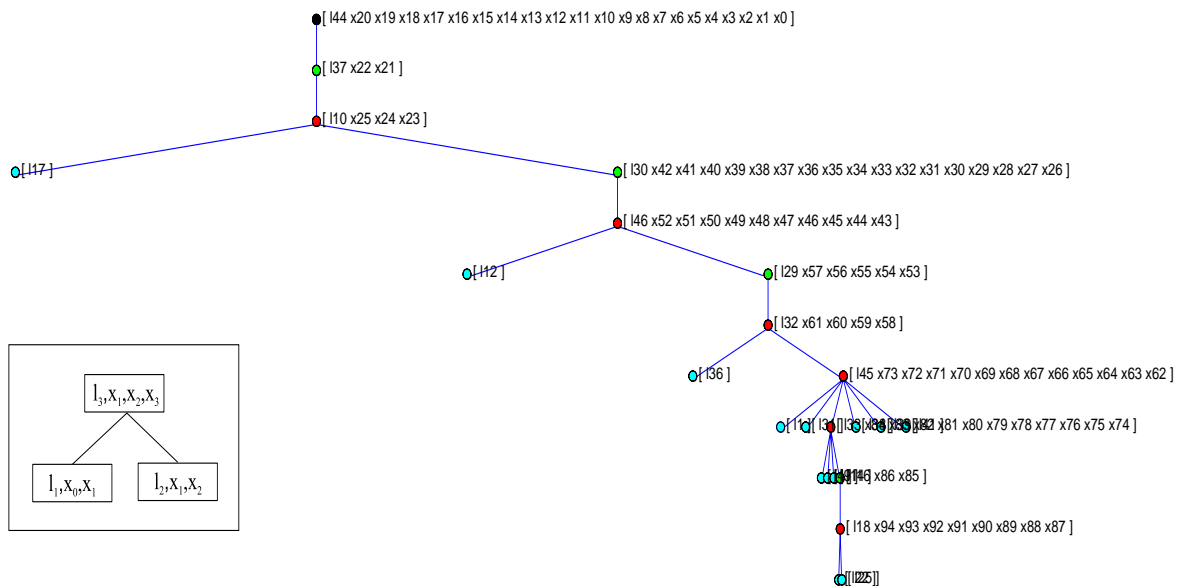 [ l44 x20 x19 x18 x17 x16 x15 x14 x13 x12 x11 x10 x9 x8 x7 x6 x5 x4 x3 x2 x1 x0 ]
[ l37 x22 x21 ]
[ l10 x25 x24 x23 ]
[ l17 ]
[ l30 x42 x41 x40 x39 x38 x37 x36 x35 x34 x33 x32 x31 x30 x29 x28 x27 x26 ]
[ l46 x52 x51 x50 x49 x48 x47 x46 x45 x44 x43 ]
[ l12 ]
[ l29 x57 x56 x55 x54 x53 ]
[ l32 x61 x60 x59 x58 ]
[ l36 ]
[ l45 x73 x72 x71 x70 x69 x68 x67 x66 x65 x64 x63 x62 ]
x81 x80 x79 x78 x77 x76 x75 x74 ]
x86 x85 ]
[ l18 x94 x93 x92 x91 x90 x89 x88 x87 ]
l₃,x₁,x₂,x₃
l₁,x₀,x₁
l₂,x₁,x₂